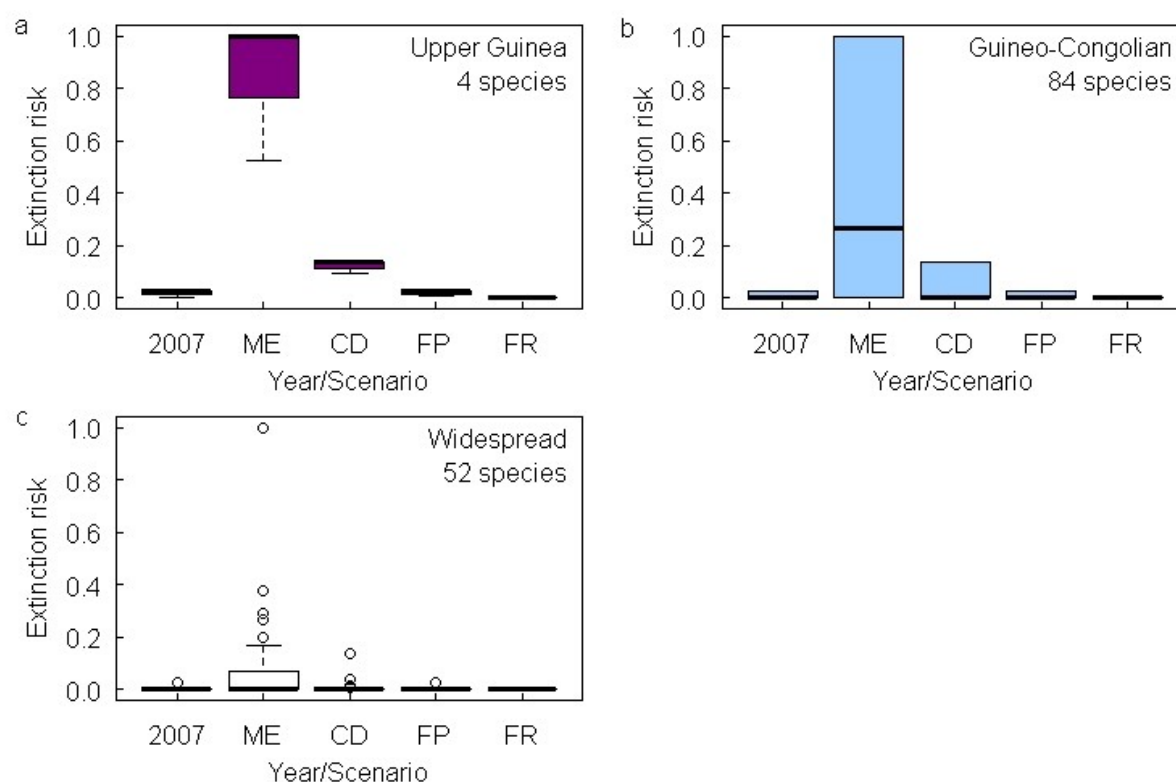 a
Upper Guinea
4 species
Extinction risk
1.0
0.8
0.6
0.4
0.2
0.0
2007 ME CD FP FR
Year/Scenario
b
Guineo-Congolian
84 species
Extinction risk
1.0
0.8
0.6
0.4
0.2
0.0
2007 ME CD FP FR
Year/Scenario
c
Widespread
52 species
Extinction risk
1.0
0.8
0.6
0.4
0.2
0.0
2007 ME CD FP FR
Year/Scenario